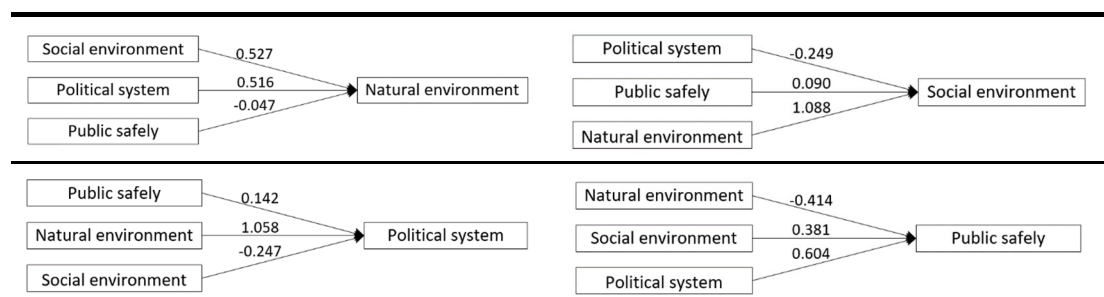 Social environment
0.527
Political system
0.516
Natural environment
-0.047
Public safely
Political system
-0.249
Public safely
0.090
Social environment
1.088
Natural environment
Public safely
0.142
Natural environment
1.058
Political system
-0.247
Social environment
Natural environment
-0.414
Social environment
0.381
Public safely
0.604
Political system